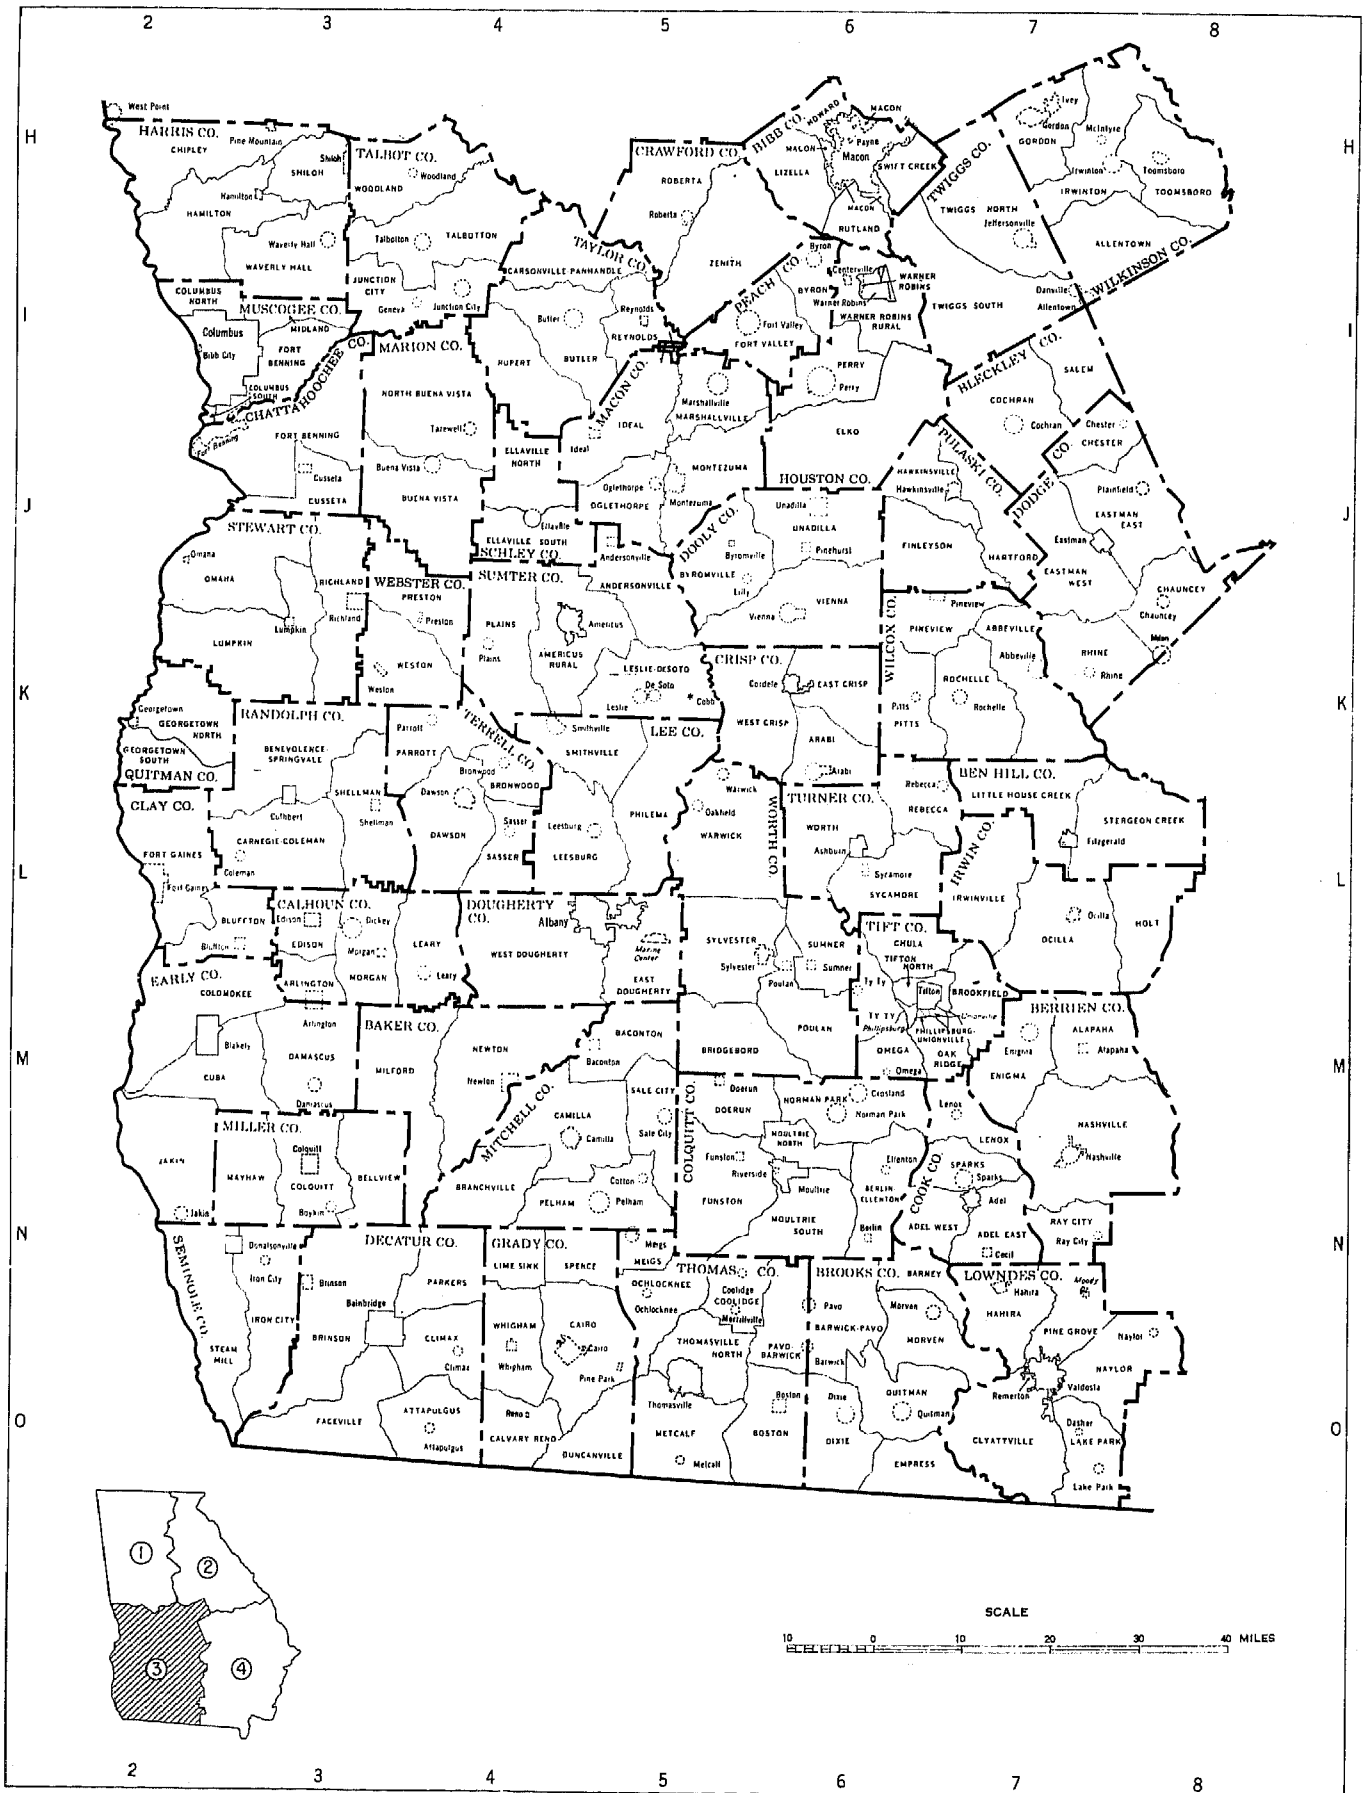 2 3 4 5 6 7 8
H H
West Point
HARRIS CO.
CHIPLEY
Pine Mountain
Shiloh
SHILOH
Hamilton
HAMILTON
Waverly Hall
WAVERLY HALL
TALBOT CO.
WOODLAND
Woodland
Talbotton
TALBOTTON
JUNCTION
CITY
Geneva
Junction City
CRAWFORD CO.
ROBERTA
Roberta
ZENITH
BIBB CO.
HOWARD
MACON
MACON
Payne
Macon
LIZELLA
SWIFT CREEK
MACON
RUTLAND
TWIGGS CO.
TWIGGS NORTH
Jeffersonville
TWIGGS SOUTH
Ivey
Gordon
GORDON
McIntyre
Irwinton
IRWINTON
Toomsboro
TOOMSBORO
ALLENTOWN
WILKINSON CO.
Danville
Allentown
I I
COLUMBUS
NORTH
MUSCOGEE CO.
Columbus
MIDLAND
Bibb City
FORT
BENNING
COLUMBUS
SOUTH
CHATTAHOOCHEE CO.
Fort Benning
FORT BENNING
Cusseta
CUSSETA
MARION CO.
NORTH BUENA VISTA
Tazewell
Buena Vista
BUENA VISTA
TAYLOR CO.
CARSONVILLE PANHANDLE
Butler
Reynolds
REYNOLDS
RUPERT
BUTLER
PEACH CO.
Byron
BYRON
Fort Valley
FORT VALLEY
Centerville
WARNER
ROBINS
Warner Robins
WARNER ROBINS
RURAL
PERRY
Perry
ELKO
HOUSTON CO.
MACON CO.
Marshallville
MARSHALLVILLE
IDEAL
Ideal
MONTEZUMA
Oglethorpe
Montezuma
OGLETHORPE
BLECKLEY CO.
SALEM
COCHRAN
Cochran
J J
ELLAVILLE
NORTH
Ellaville
ELLAVILLE SOUTH
SCHLEY CO.
PULASKI CO.
HAWKINSVILLE
Hawkinsville
FINLEYSON
HARTFORD
DODGE CO.
Chester
CHESTER
Plainfield
EASTMAN
EAST
Eastman
EASTMAN
WEST
CHAUNCEY
Chauncey
Milan
RHINE
Rhine
STEWART CO.
Omaha
OMAHA
RICHLAND
Richland
Lumpkin
LUMPKIN
WEBSTER CO.
PRESTON
Preston
WESTON
Weston
SUMTER CO.
Andersonville
ANDERSONVILLE
PLAINS
Plains
Americus
AMERICUS
RURAL
LESLIE-DESOTO
De Soto
Leslie
Cobb
DOOLY CO.
Unadilla
UNADILLA
Byromville
Pinehurst
BYROMVILLE
Lilly
VIENNA
Vienna
WILCOX CO.
Pineview
PINEVIEW
ABBEVILLE
Abbeville
ROCHELLE
Rochelle
Pitts
PITTS
K K
Georgetown
GEORGETOWN
NORTH
GEORGETOWN
SOUTH
QUITMAN CO.
RANDOLPH CO.
BENEVOLENCE-
SPRINGVALE
SHELLMAN
Shellman
Cuthbert
CARNEGIE-COLEMAN
Coleman
TERRELL CO.
Parrott
PARROTT
Bronwood
BRONWOOD
Dawson
DAWSON
Sasser
SASSER
LEE CO.
Smithville
SMITHVILLE
PHILEMA
Leesburg
LEESBURG
CRISP CO.
Cordele
EAST CRISP
WEST CRISP
ARABI
Arabi
TURNER CO.
Rebecca
REBECCA
WORTH
Ashburn
Sycamore
SYCAMORE
BEN HILL CO.
LITTLE HOUSE CREEK
STERGEON CREEK
Fitzgerald
L L
CLAY CO.
FORT GAINES
Fort Gaines
BLUFFTON
Bluffton
CALHOUN CO.
Edison
EDISON
Dickey
Morgan
MORGAN
ARLINGTON
Arlington
LEARY
Leary
DOUGHERTY
CO.
Albany
WEST DOUGHERTY
Marine
Center
EAST
DOUGHERTY
WORTH CO.
Warwick
Oakfield
WARWICK
SYLVESTER
Sylvester
SUMNER
Sumner
Poulan
POULAN
BRIDGEBORO
IRWIN CO.
IRWINVILLE
Ocilla
OCILLA
HOLT
TIFT CO.
CHULA
TIFTON
NORTH
Tifton
BROOKFIELD
Ty Ty
TY TY
Phillipsburg
Unionville
PHILLIPSBURG-
UNIONVILLE
OMEGA
Omega
OAK
RIDGE
M M
EARLY CO.
COLOMOKEE
Blakely
CUBA
DAMASCUS
Damascus
JAKIN
Jakin
BAKER CO.
NEWTON
Newton
MILFORD
MITCHELL CO.
BACONTON
Baconton
SALE CITY
Sale City
CAMILLA
Camilla
BRANCHVILLE
Cotton
PELHAM
Pelham
BERRIEN CO.
ALAPAHA
Alapaha
Enigma
ENIGMA
NASHVILLE
Nashville
RAY CITY
Ray City
COLQUITT CO.
Doerun
DOERUN
NORMAN PARK
Norman Park
Crosland
MOULTRIE
NORTH
Funston
FUNSTON
Riverside
Moultrie
Ellenton
BERLIN-
ELLENTON
MOULTRIE
SOUTH
Berlin
COOK CO.
Lenox
LENOX
SPARKS
Sparks
Adel
ADEL WEST
ADEL EAST
Cecil
N N
MILLER CO.
MAYHAW
Colquitt
COLQUITT
Boykin
BELLVIEW
SEMINOLE CO.
Donalsonville
Iron City
IRON CITY
STEAM
MILL
DECATUR CO.
Brinson
BRINSON
Bainbridge
PARKERS
CLIMAX
Climax
FACEVILLE
ATTAPULGUS
Attapulgus
GRADY CO.
LIME SINK
SPENCE
WHIGHAM
Whigham
CAIRO
Cairo
Pine Park
Reno
CALVARY RENO
DUNCANVILLE
THOMAS CO.
Meigs
MEIGS
OCHLOCKNEE
Ochlocknee
Coolidge
COOLIDGE
Merrillville
THOMASVILLE
NORTH
PAVO-
BARWICK
Thomasville
Boston
METCALF
BOSTON
Metcalf
BROOKS CO.
BARNEY
Pavo
BARWICK-PAVO
Barwick
Morven
MORVEN
Dixie
DIXIE
QUITMAN
Quitman
EMPRESS
LOWNDES CO.
Hahira
HAHIRA
Moody
PINE GROVE
Naylor
NAYLOR
Valdosta
Remerton
Dasher
CLYATTVILLE
LAKE PARK
Lake Park
O O
1
2
3
4
SCALE
10 0 10 20 30 40 MILES
2 3 4 5 6 7 8